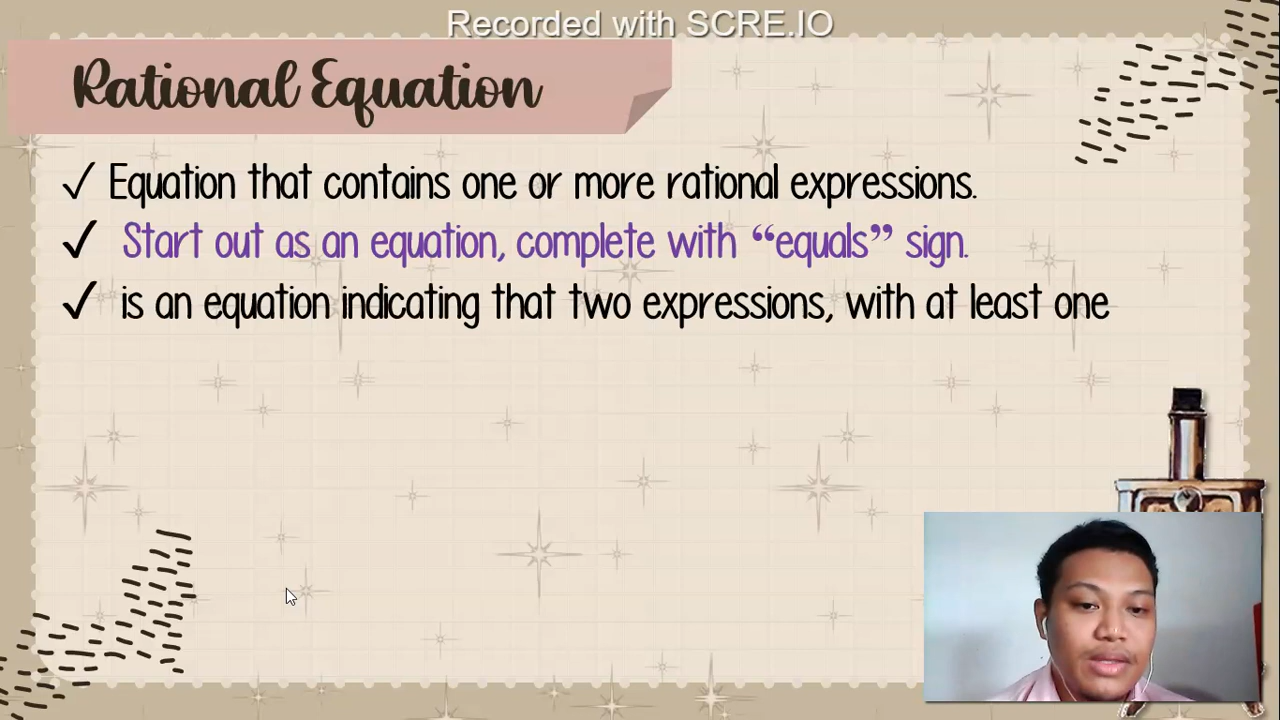 Recorded with SCRE.IO
Rational Equation
✓ Equation that contains one or more rational expressions.
✓ Start out as an equation, complete with “equals” sign.
✓ is an equation indicating that two expressions, with at least one